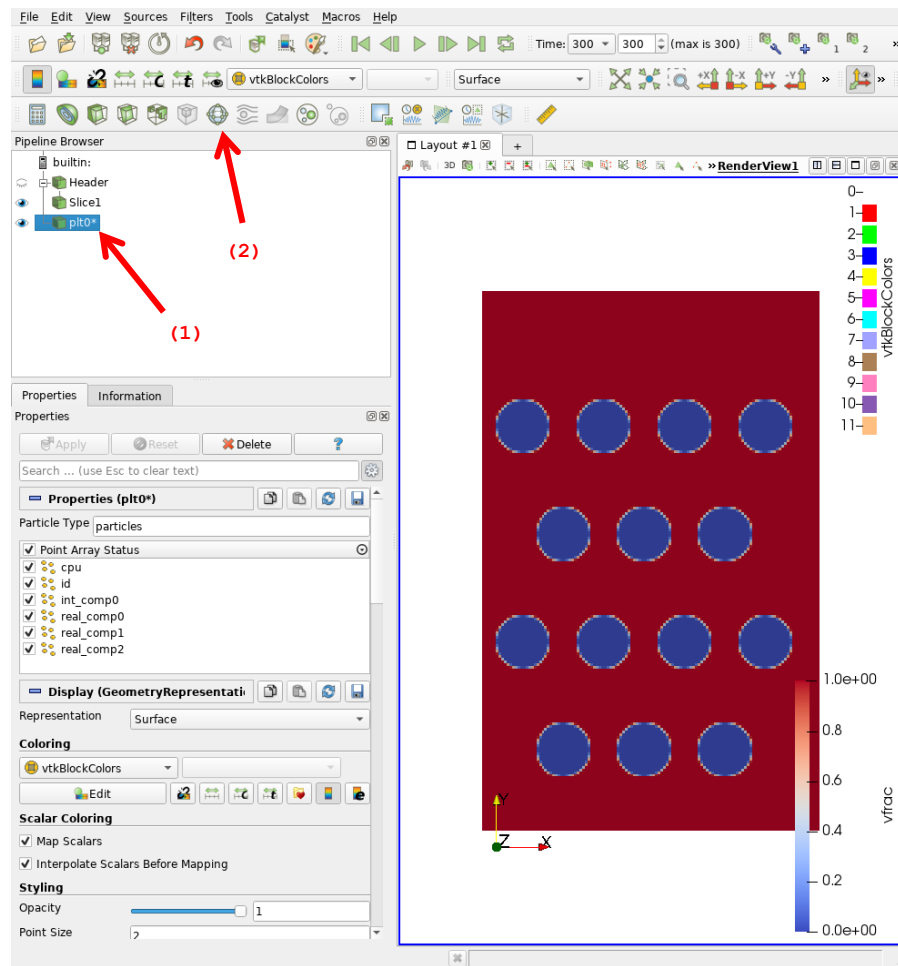 File Edit View Sources Filters Tools Catalyst Macros Help
Time: 300 300 (max is 300) 1 2 »
vtkBlockColors Surface +X -X +Y -Y » »
Pipeline Browser
builtin:
Header
Slice1
plt0*
(2)
(1)
Properties Information
Properties
Apply Reset Delete ?
Search ... (use Esc to clear text)
Properties (plt0*)
Particle Type particles
Point Array Status
cpu
id
int_comp0
real_comp0
real_comp1
real_comp2
Display (GeometryRepresentati
Representation Surface
Coloring
vtkBlockColors
Edit
Scalar Coloring
Map Scalars
Interpolate Scalars Before Mapping
Styling
Opacity 1
Point Size 2
Layout #1 +
3D » RenderView1
0
1
2
3
4
5
6
7
8
9
10
11
vtkBlockColors
1.0e+00
0.8
0.6
0.4
0.2
0.0e+00
vfrac
Y
Z X